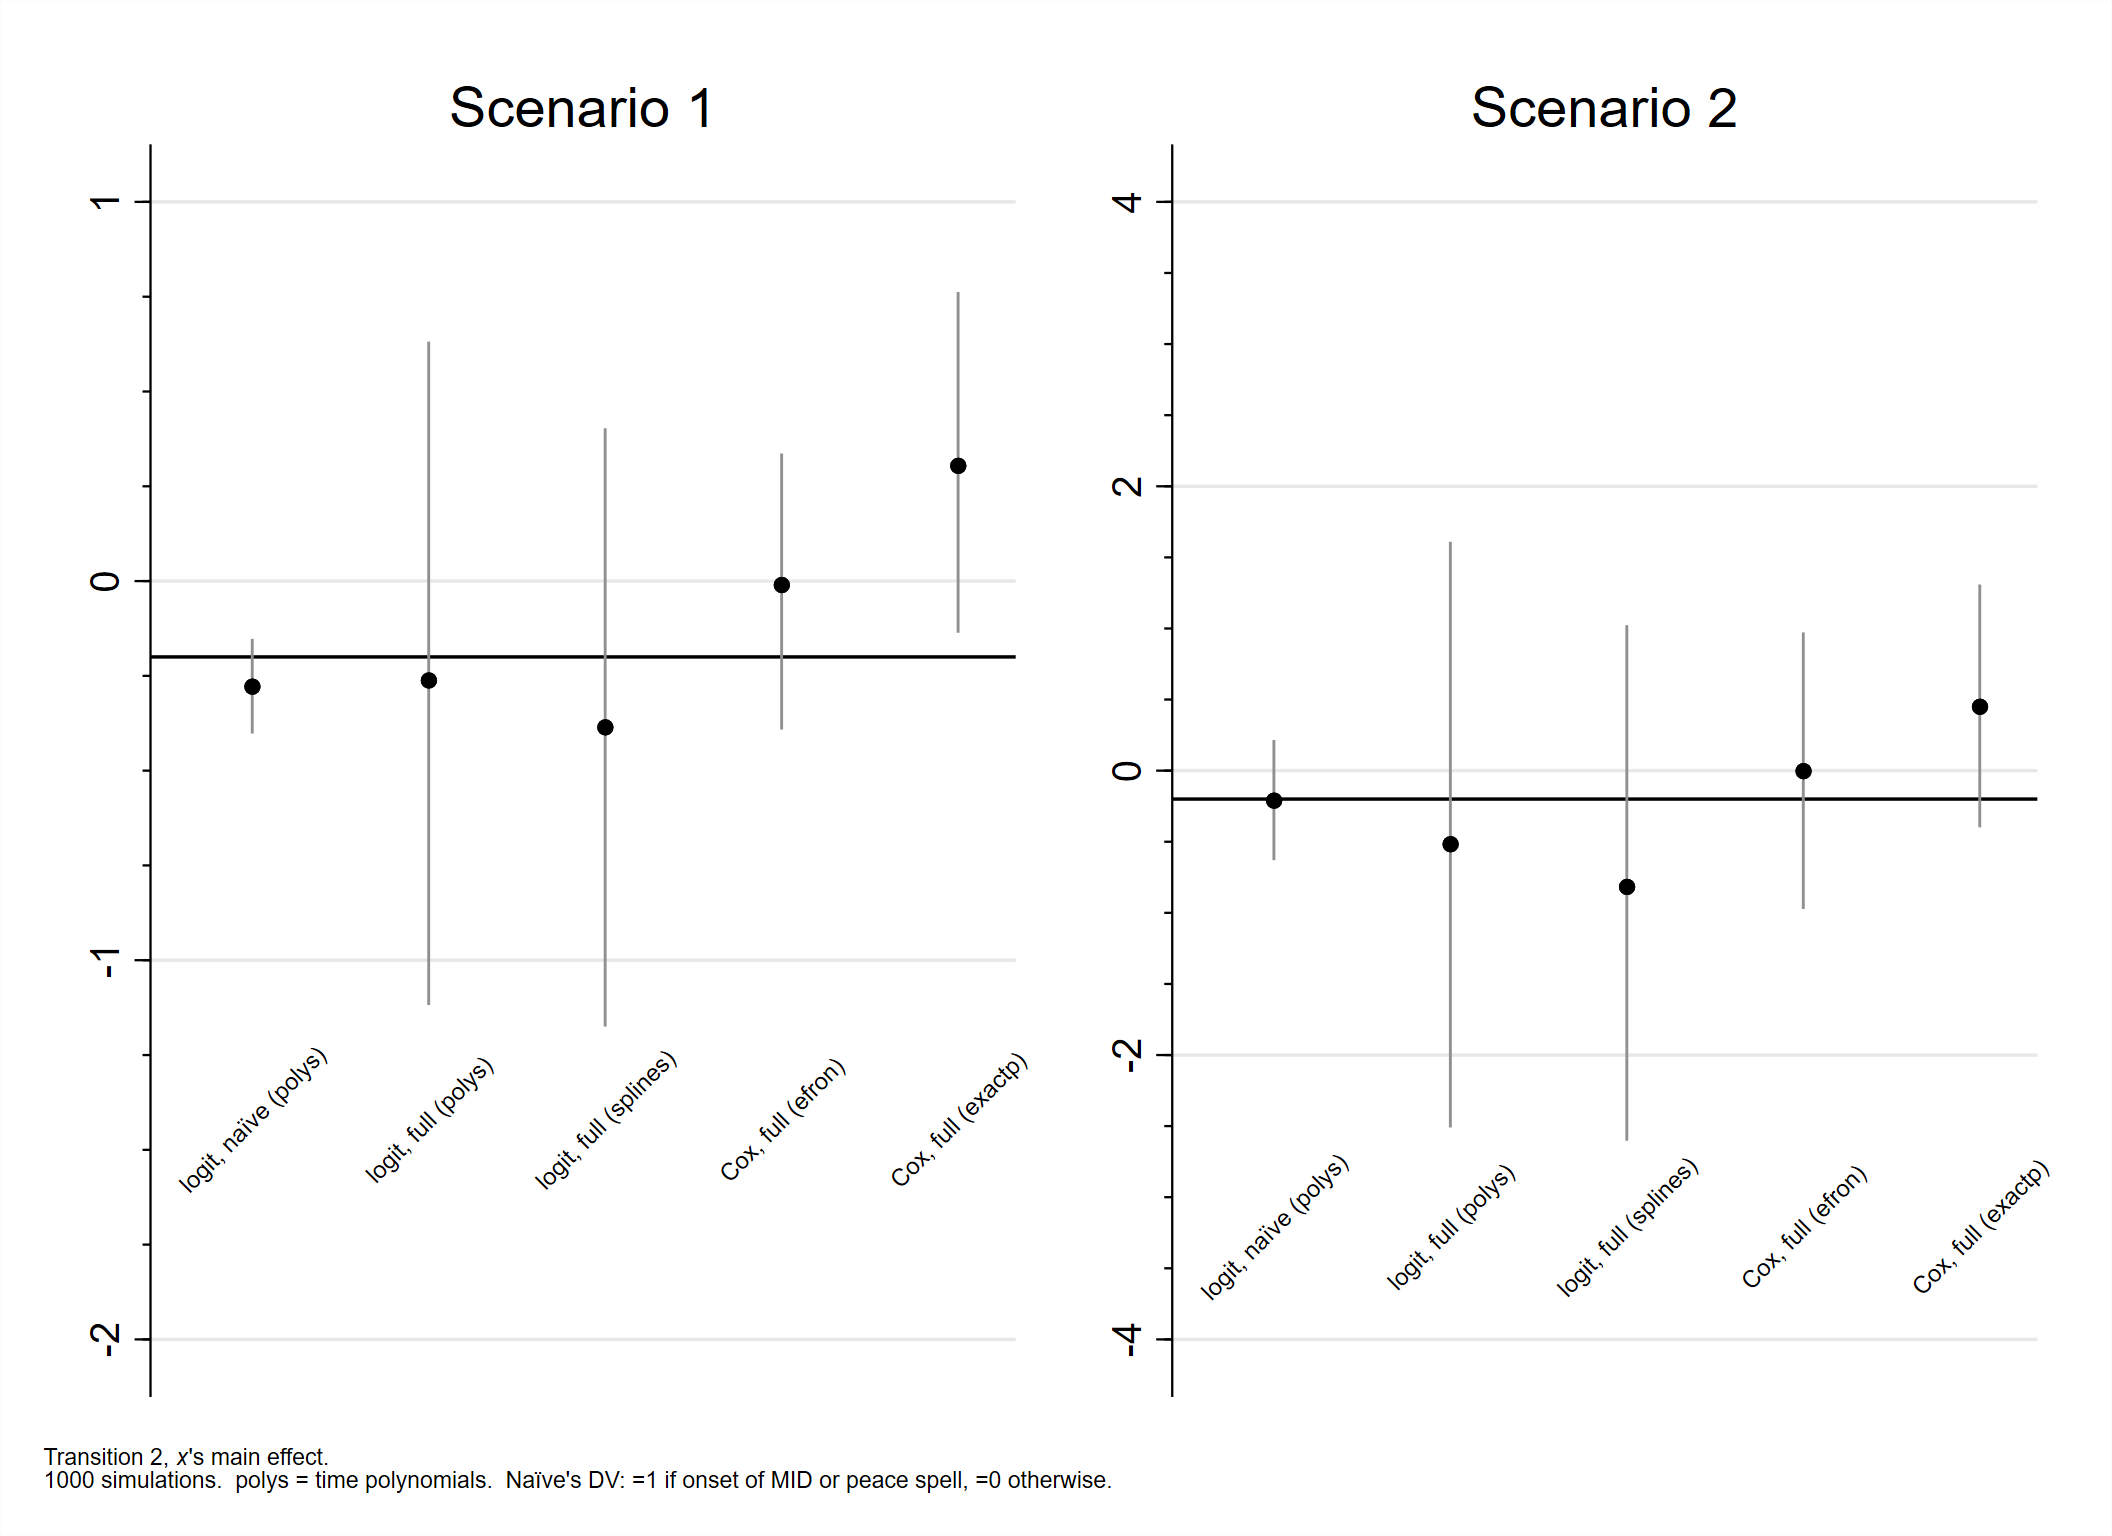 Scenario 1
1
0
-1
-2
logit, naïve (polys)
logit, full (polys)
logit, full (splines)
Cox, full (efron)
Cox, full (exactp)
Scenario 2
4
2
0
-2
-4
logit, naïve (polys)
logit, full (polys)
logit, full (splines)
Cox, full (efron)
Cox, full (exactp)
Transition 2, x's main effect.
1000 simulations.  polys = time polynomials.  Naïve's DV: =1 if onset of MID or peace spell, =0 otherwise.